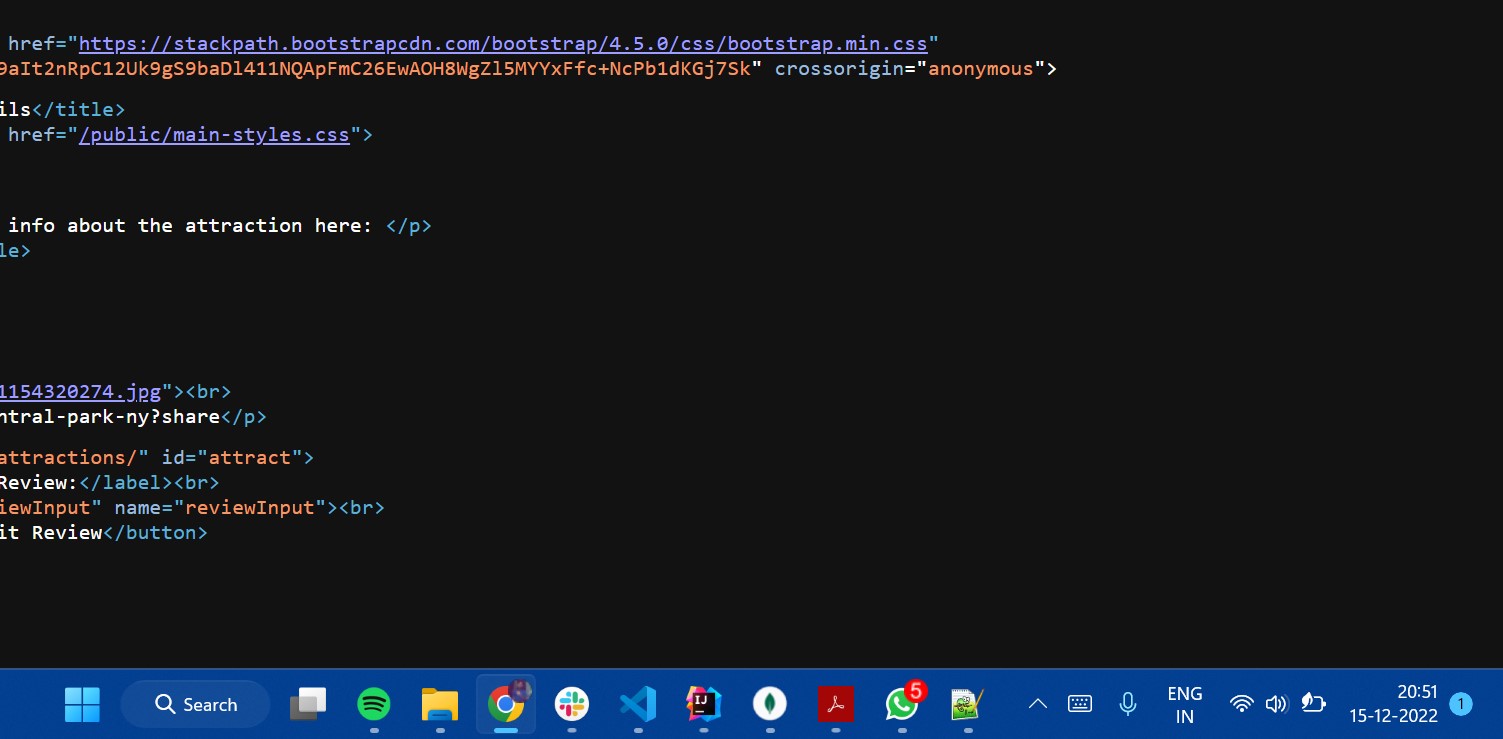 href="https://stackpath.bootstrapcdn.com/bootstrap/4.5.0/css/bootstrap.min.css"
9aIt2nRpC12Uk9gS9baDl411NQApFmC26EwAOH8WgZl5MYYxFfc+NcPb1dKGj7Sk" crossorigin="anonymous">
ils</title>
href="/public/main-styles.css">
info about the attraction here: </p>
le>
1154320274.jpg"><br>
ntral-park-ny?share</p>
attractions/" id="attract">
Review:</label><br>
iewInput" name="reviewInput"><br>
it Review</button>
Search
IJ
5
ENG
IN
20:51
15-12-2022
1